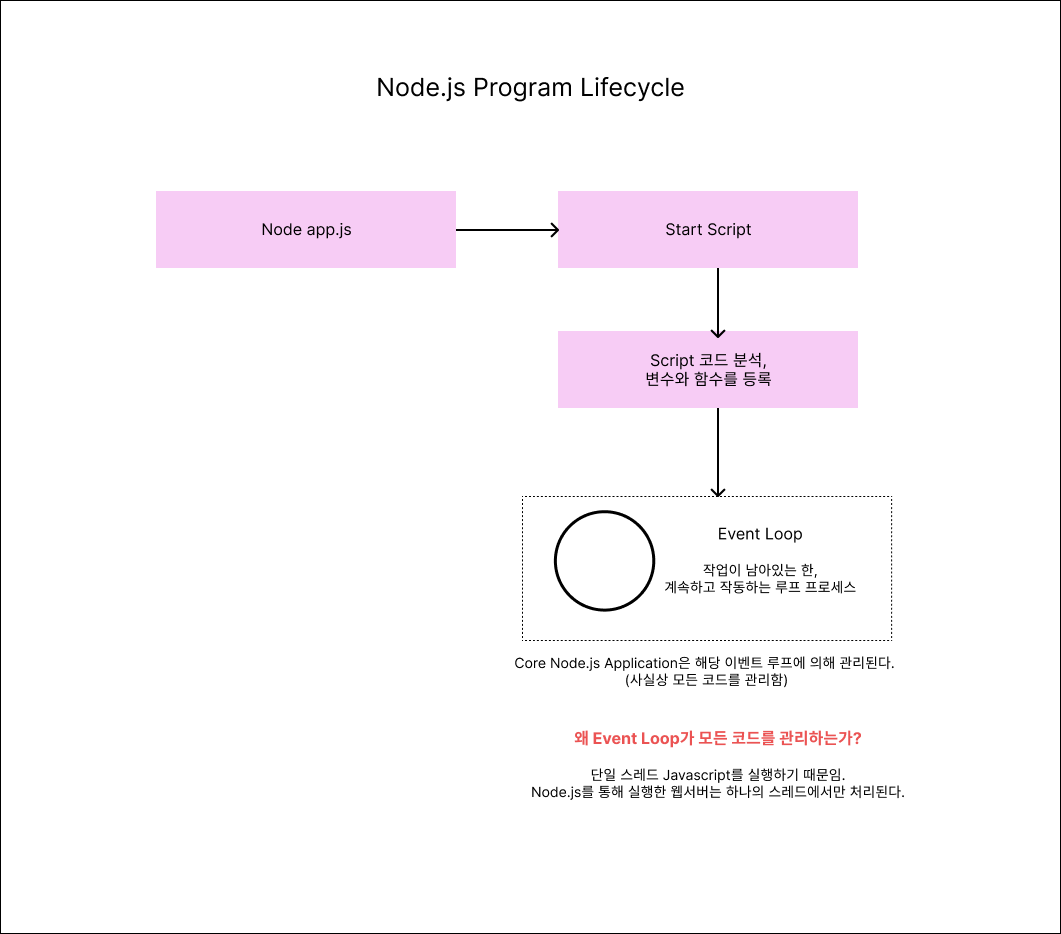 Node.js Program Lifecycle
Node app.js
Start Script
Script 코드 분석,
변수와 함수를 등록
Event Loop
작업이 남아있는 한,
계속하고 작동하는 루프 프로세스
Core Node.js Application은 해당 이벤트 루프에 의해 관리된다.
(사실상 모든 코드를 관리함)
왜 Event Loop가 모든 코드를 관리하는가?
단일 스레드 Javascript를 실행하기 때문임.
Node.js를 통해 실행한 웹서버는 하나의 스레드에서만 처리된다.